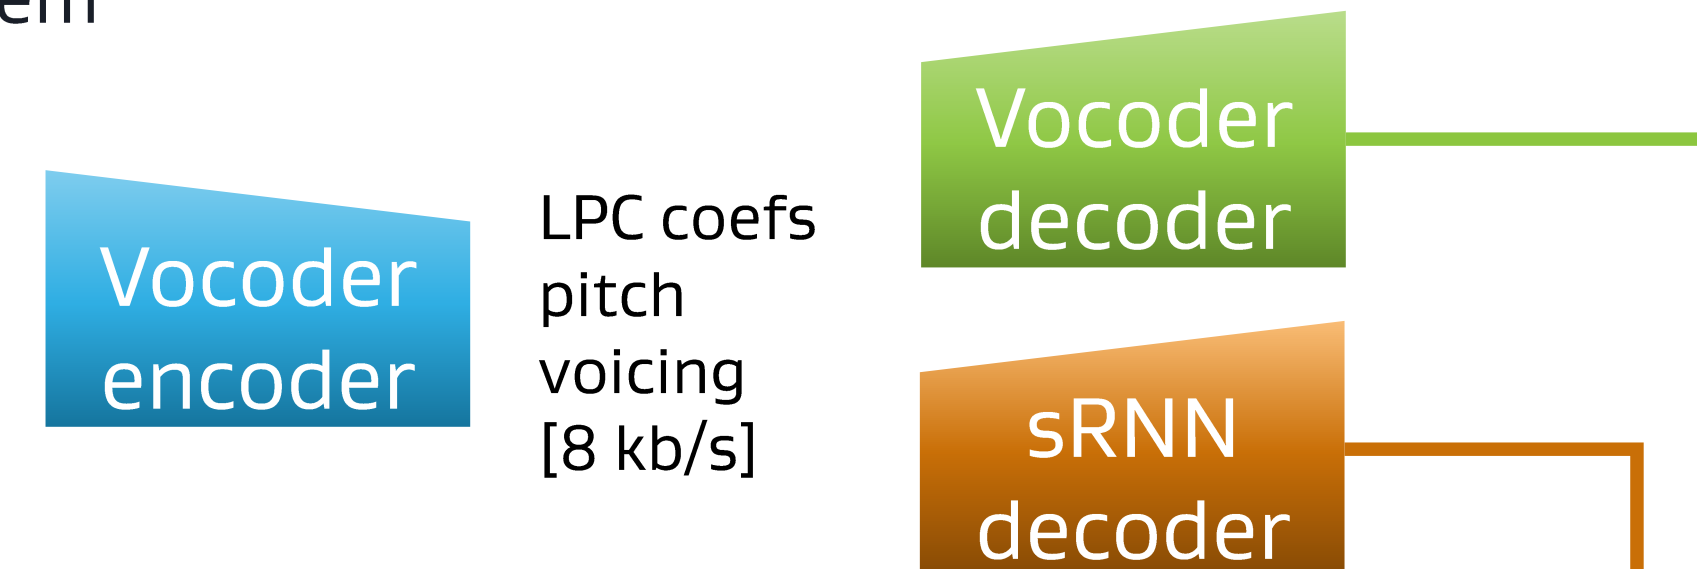 Vocoder
encoder
LPC coefs
pitch
voicing
[8 kb/s]
Vocoder
decoder
sRNN
decoder